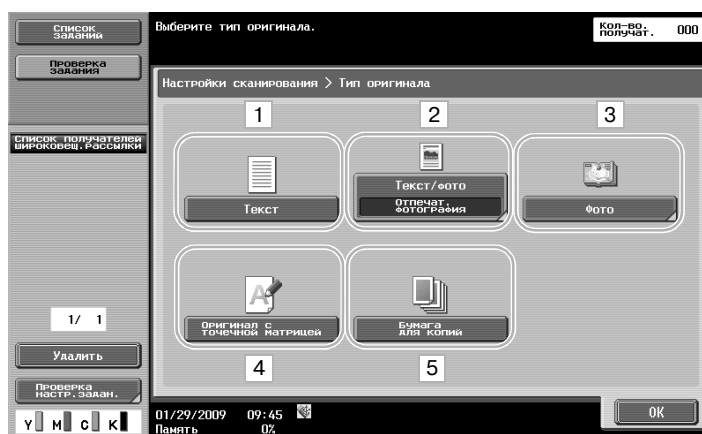 Список
заданий
Выберите тип оригинала.
Кол-во.
получат.
000
Проверка
задания
Настройки сканирования > Тип оригинала
1
2
3
Список получателей
широковещ.рассылки
Текст
Текст/Фото
Отпечат.
фотография
Фото
Оригинал с
точечной матрицей
Бумага
для копий
4
5
1/ 1
Удалить
Проверка
настр.задан.
Y M C K
01/29/2009 09:45
Память 0%
OK